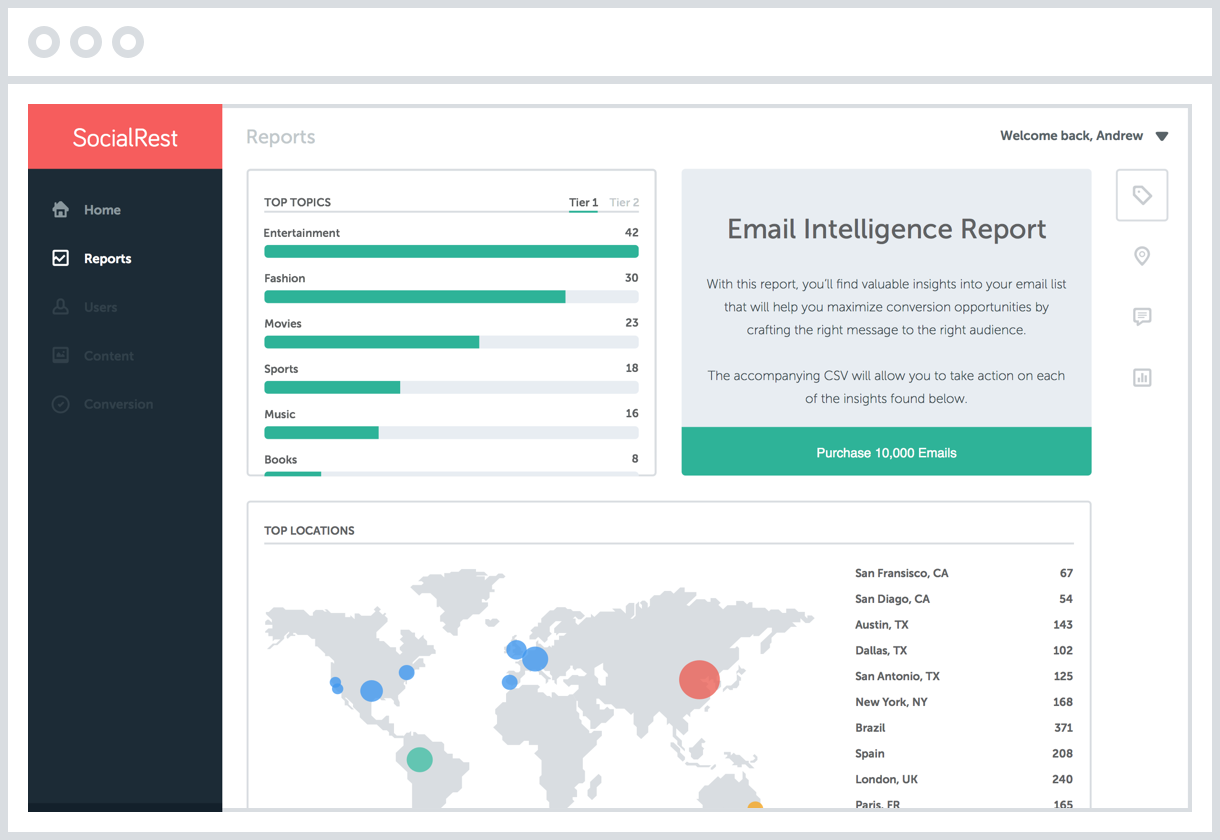 SocialRest
Reports
Welcome back, Andrew
Home
Reports
Users
Content
Conversion
TOP TOPICS
Tier 1 Tier 2
Entertainment 42
Fashion 30
Movies 23
Sports 18
Music 16
Books 8
Email Intelligence Report
With this report, you'll find valuable insights into your email list
that will help you maximize conversion opportunities by
crafting the right message to the right audience.
The accompanying CSV will allow you to take action on each
of the insights found below.
Purchase 10,000 Emails
TOP LOCATIONS
San Fransisco, CA 67
San Diago, CA 54
Austin, TX 143
Dallas, TX 102
San Antonio, TX 125
New York, NY 168
Brazil 371
Spain 208
London, UK 240
Paris, FR 165